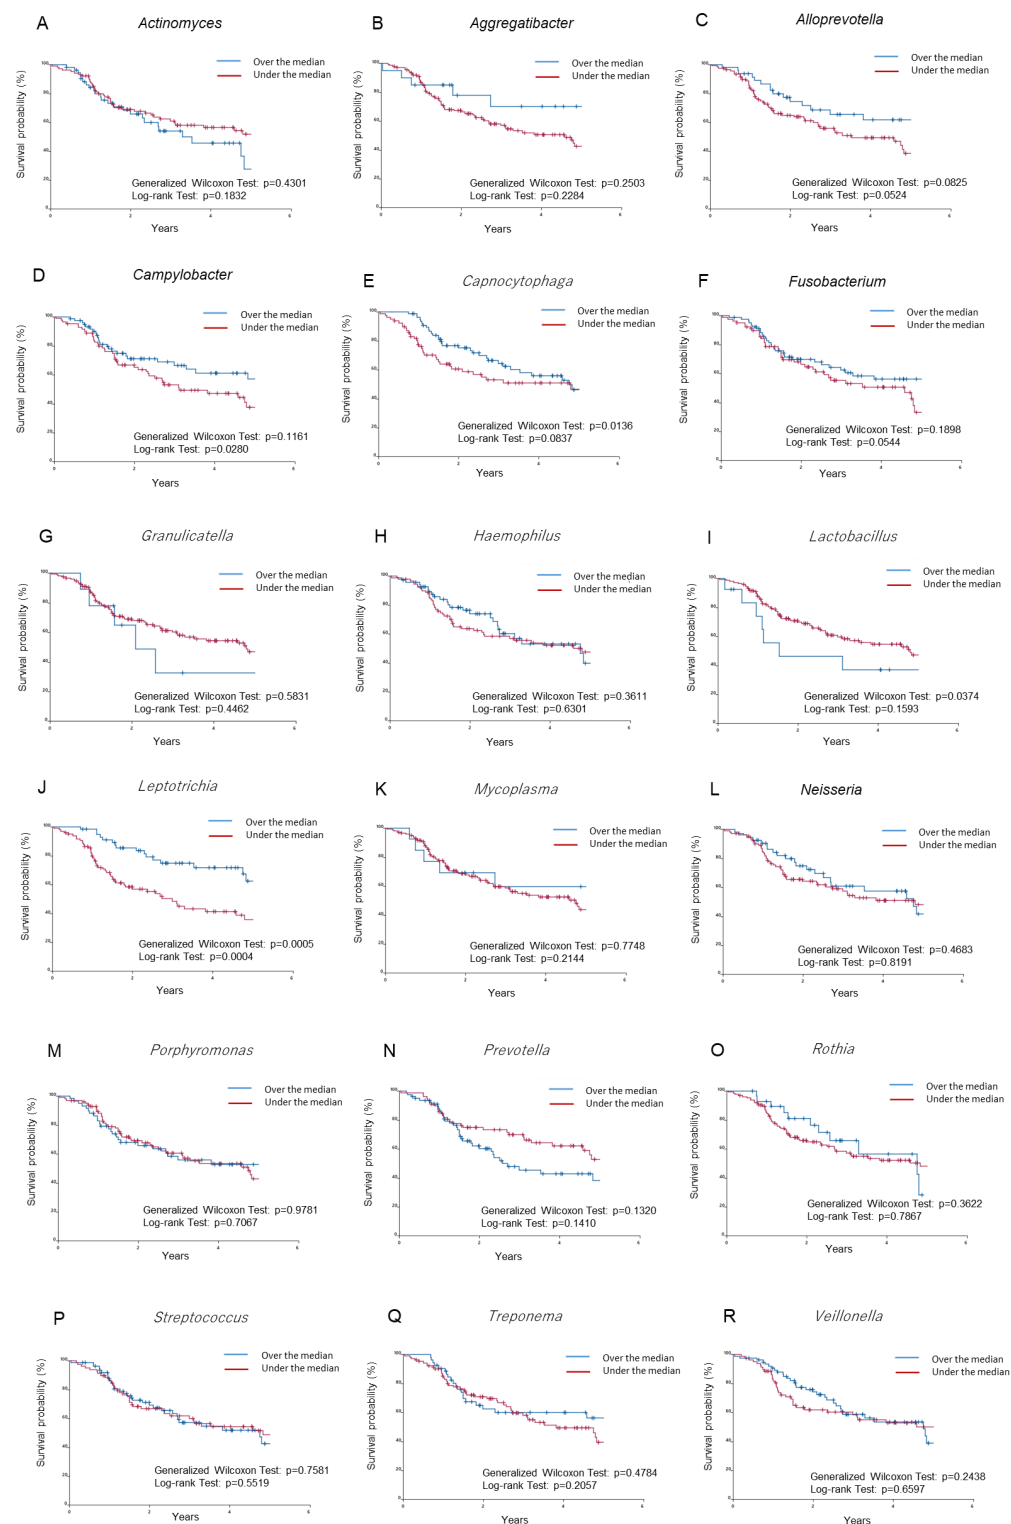 A
Actinomyces
Over the median
Under the median
Survival probability (%)
Generalized Wilcoxon Test: p=0.4301
Log-rank Test: p=0.1832
Years
B
Aggregatibacter
Over the median
Under the median
Survival probability (%)
Generalized Wilcoxon Test: p=0.2503
Log-rank Test: p=0.2284
Years
C
Alloprevotella
Over the median
Under the median
Survival probability (%)
Generalized Wilcoxon Test: p=0.0825
Log-rank Test: p=0.0524
Years
D
Campylobacter
Over the median
Under the median
Survival probability (%)
Generalized Wilcoxon Test: p=0.1161
Log-rank Test: p=0.0280
Years
E
Capnocytophaga
Over the median
Under the median
Survival probability (%)
Generalized Wilcoxon Test: p=0.0136
Log-rank Test: p=0.0837
Years
F
Fusobacterium
Over the median
Under the median
Survival probability (%)
Generalized Wilcoxon Test: p=0.1898
Log-rank Test: p=0.0544
Years
G
Granulicatella
Over the median
Under the median
Survival probability (%)
Generalized Wilcoxon Test: p=0.5831
Log-rank Test: p=0.4462
Years
H
Haemophilus
Over the median
Under the median
Survival probability (%)
Generalized Wilcoxon Test: p=0.3611
Log-rank Test: p=0.6301
Years
I
Lactobacillus
Over the median
Under the median
Survival probability (%)
Generalized Wilcoxon Test: p=0.0374
Log-rank Test: p=0.1593
Years
J
Leptotrichia
Over the median
Under the median
Survival probability (%)
Generalized Wilcoxon Test: p=0.0005
Log-rank Test: p=0.0004
Years
K
Mycoplasma
Over the median
Under the median
Survival probability (%)
Generalized Wilcoxon Test: p=0.7748
Log-rank Test: p=0.2144
Years
L
Neisseria
Over the median
Under the median
Survival probability (%)
Generalized Wilcoxon Test: p=0.4683
Log-rank Test: p=0.8191
Years
M
Porphyromonas
Over the median
Under the median
Survival probability (%)
Generalized Wilcoxon Test: p=0.9781
Log-rank Test: p=0.7067
Years
N
Prevotella
Over the median
Under the median
Survival probability (%)
Generalized Wilcoxon Test: p=0.1320
Log-rank Test: p=0.1410
Years
O
Rothia
Over the median
Under the median
Survival probability (%)
Generalized Wilcoxon Test: p=0.3622
Log-rank Test: p=0.7867
Years
P
Streptococcus
Over the median
Under the median
Survival probability (%)
Generalized Wilcoxon Test: p=0.7581
Log-rank Test: p=0.5519
Years
Q
Treponema
Over the median
Under the median
Survival probability (%)
Generalized Wilcoxon Test: p=0.4784
Log-rank Test: p=0.2057
Years
R
Veillonella
Over the median
Under the median
Survival probability (%)
Generalized Wilcoxon Test: p=0.2438
Log-rank Test: p=0.6597
Years